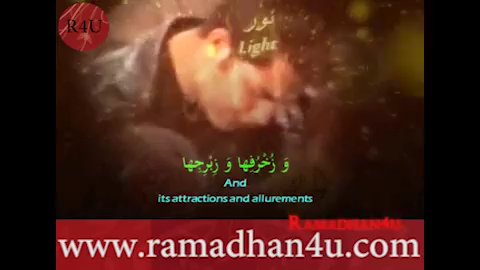 R4U
نور
Light
وَ زُخْرُفِها وَ زِبْرِجِها
And
its attractions and allurements
RAMADHAN4U
www.ramadhan4u.com